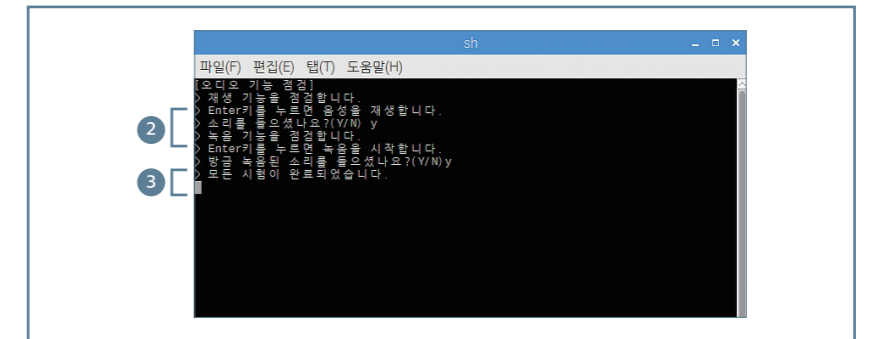 sh
파일(F) 편집(E) 탭(T) 도움말(H)
[오디오 기능 점검]
> 재생 기능을 점검합니다.
> Enter키를 누르면 음성을 재생합니다.
> 소리를 들으셨나요?(Y/N) y
> 녹음 기능을 점검합니다.
> Enter키를 누르면 녹음을 시작합니다.
> 방금 녹음된 소리를 들으셨나요?(Y/N)y
> 모든 시험이 완료되었습니다.
2
3